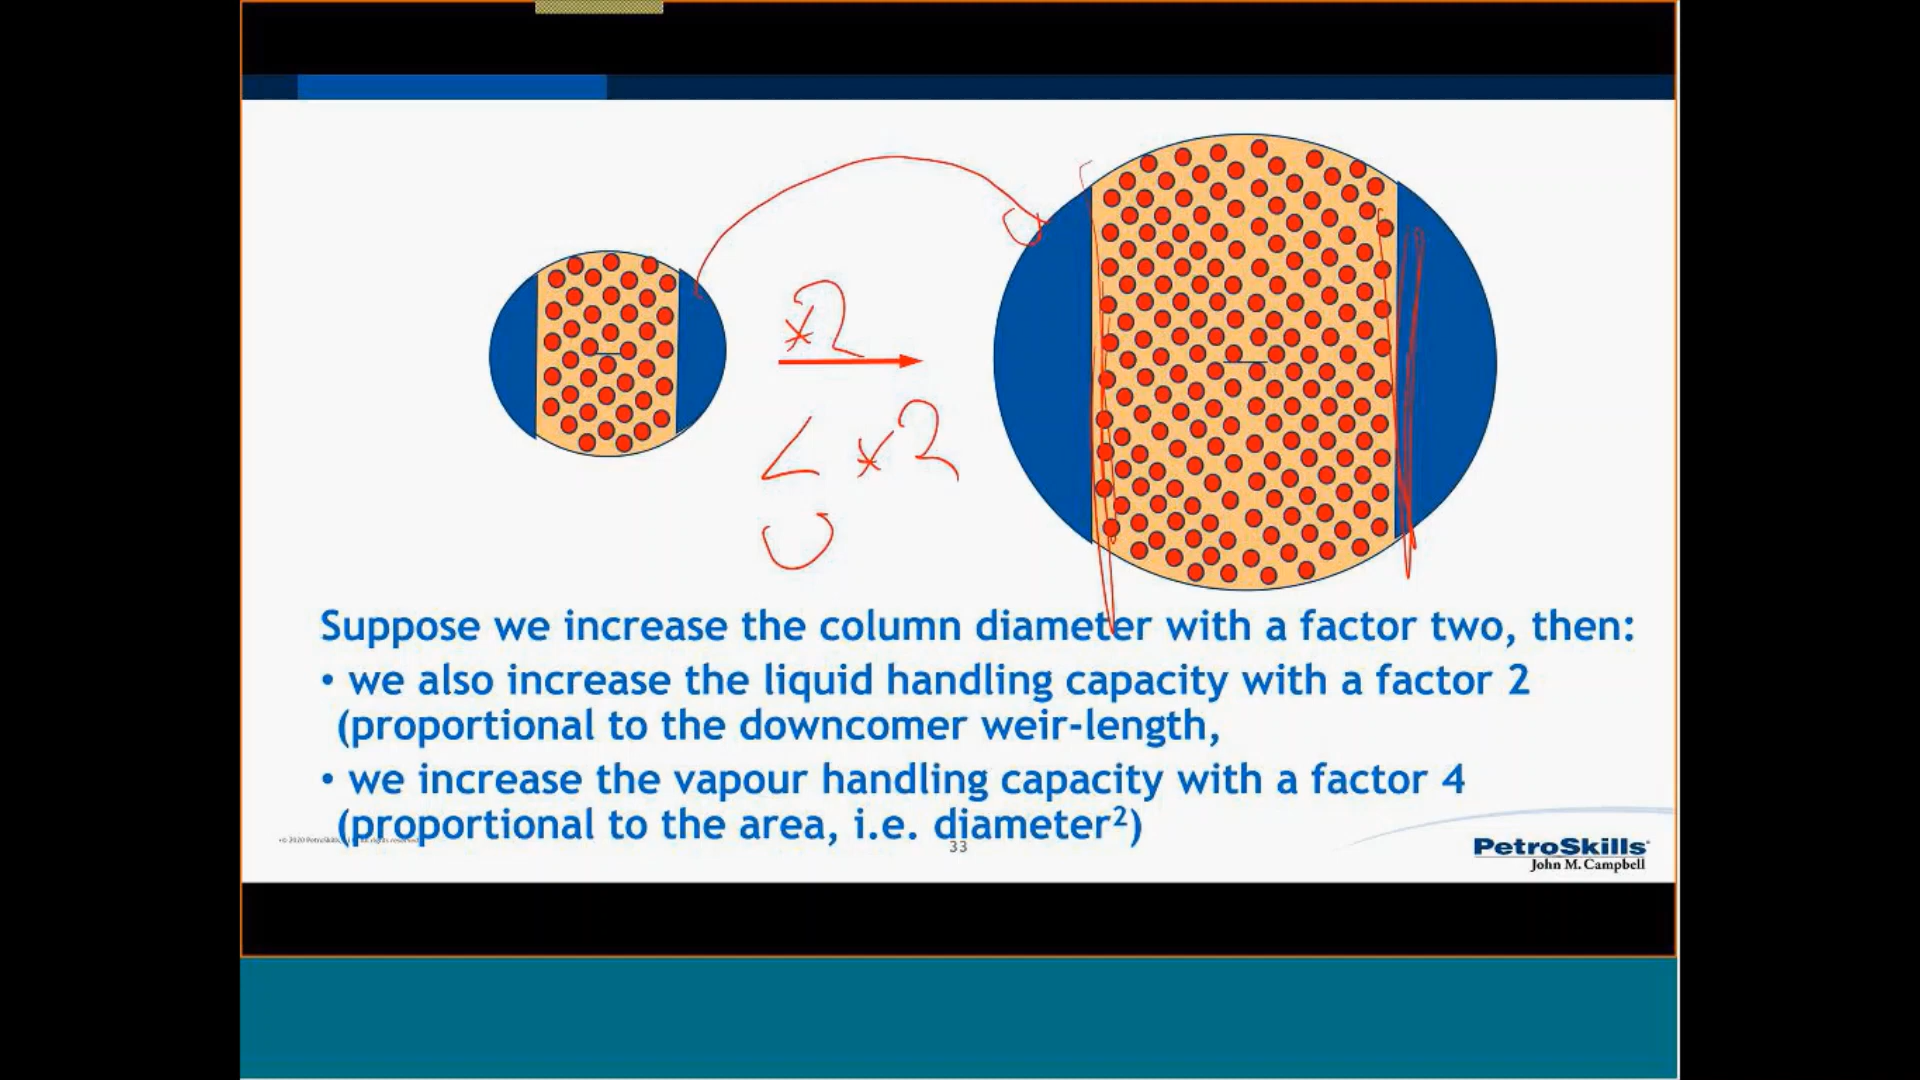 *2
L *2
Suppose we increase the column diameter with a factor two, then:
• we also increase the liquid handling capacity with a factor 2
(proportional to the downcomer weir-length,
• we increase the vapour handling capacity with a factor 4
(proportional to the area, i.e. diameter²)
33
PetroSkills
John M. Campbell